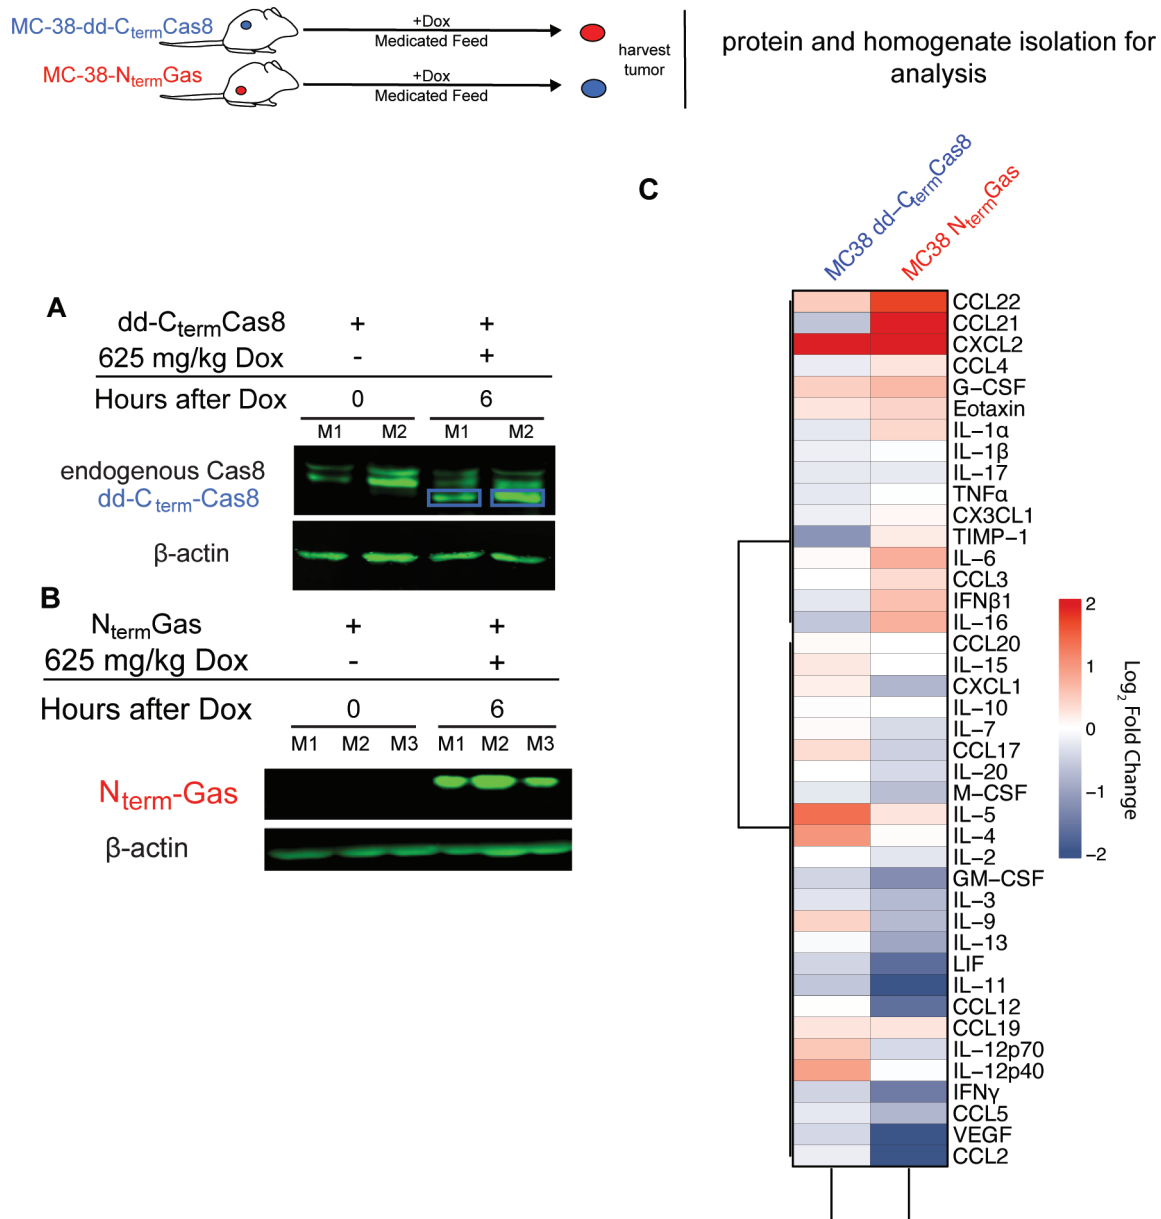 MC-38-dd-CtermCas8
+Dox
Medicated Feed
MC-38-NtermGas
+Dox
Medicated Feed
harvest
tumor
protein and homogenate isolation for
analysis
A
dd-CtermCas8 + +
625 mg/kg Dox - +
Hours after Dox 0 6
M1 M2 M1 M2
endogenous Cas8
dd-Cterm-Cas8
β-actin
B
NtermGas + +
625 mg/kg Dox - +
Hours after Dox 0 6
M1 M2 M3 M1 M2 M3
Nterm-Gas
β-actin
C
MC38 dd-CtermCas8
MC38 NtermGas
CCL22
CCL21
CXCL2
CCL4
G-CSF
Eotaxin
IL-1α
IL-1β
IL-17
TNFα
CX3CL1
TIMP-1
IL-6
CCL3
IFNβ1
IL-16
CCL20
IL-15
CXCL1
IL-10
IL-7
CCL17
IL-20
M-CSF
IL-5
IL-4
IL-2
GM-CSF
IL-3
IL-9
IL-13
LIF
IL-11
CCL12
CCL19
IL-12p70
IL-12p40
IFNγ
CCL5
VEGF
CCL2
2
1
0
-1
-2
Log2 Fold Change